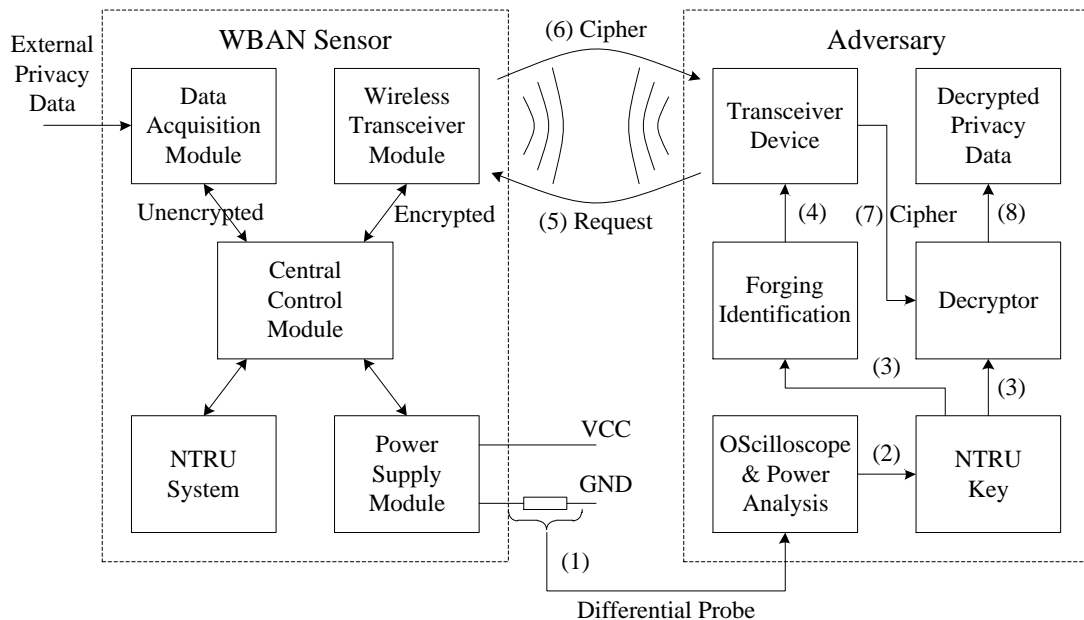 WBAN Sensor
External
Privacy
Data
Data
Acquisition
Module
Wireless
Transceiver
Module
Unencrypted
Encrypted
Central
Control
Module
NTRU
System
Power
Supply
Module
VCC
GND
(1)
Differential Probe
(6) Cipher
(5) Request
Adversary
Transceiver
Device
Decrypted
Privacy
Data
(4)
(7) Cipher
(8)
Forging
Identification
Decryptor
(3)
(3)
OScilloscope
& Power
Analysis
(2)
NTRU
Key